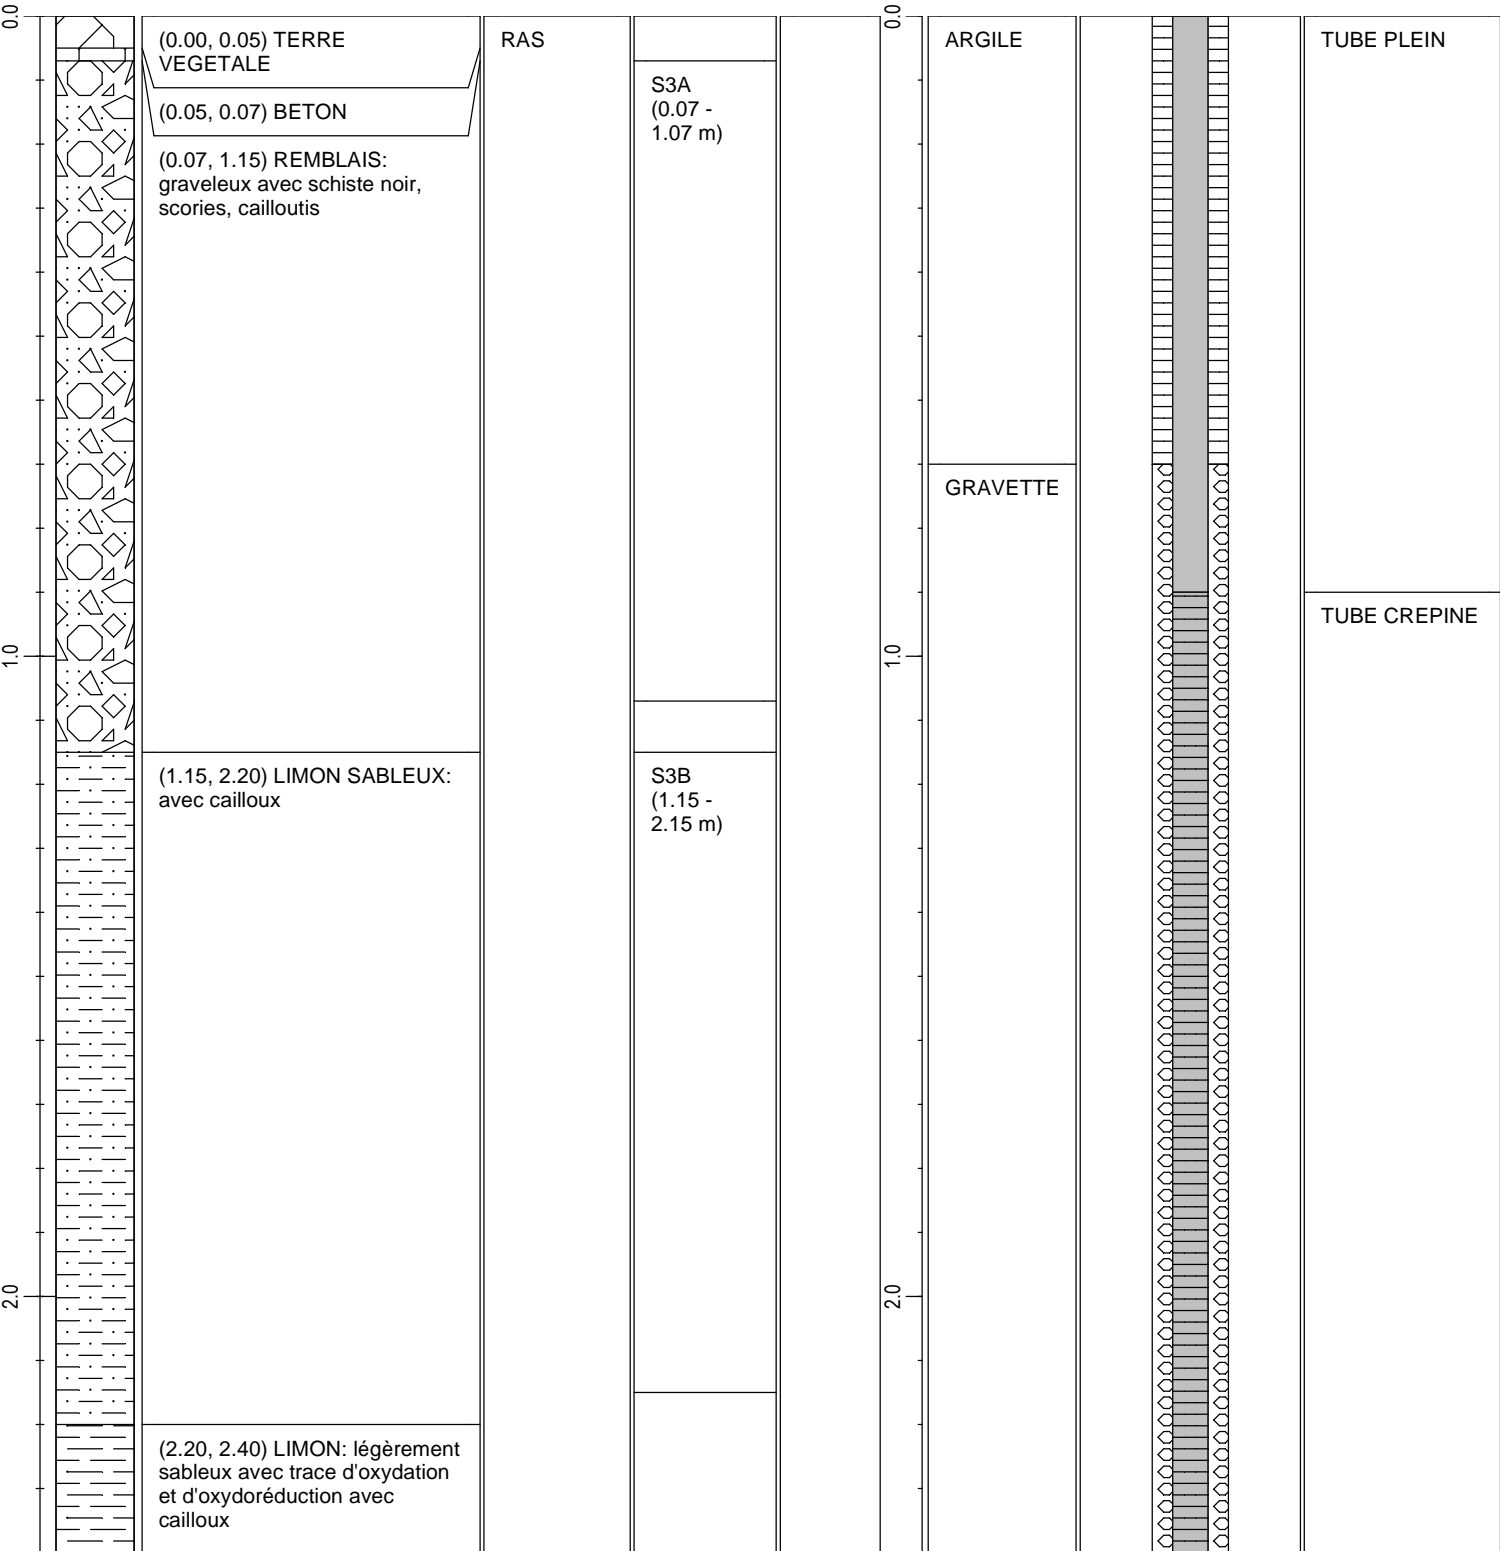 0.0
1.0
2.0
(0.00, 0.05) TERRE
VEGETALE
(0.05, 0.07) BETON
(0.07, 1.15) REMBLAIS:
graveleux avec schiste noir,
scories, cailloutis
(1.15, 2.20) LIMON SABLEUX:
avec cailloux
(2.20, 2.40) LIMON: légèrement
sableux avec trace d'oxydation
et d'oxydoréduction avec
cailloux
RAS
S3A
(0.07 -
1.07 m)
S3B
(1.15 -
2.15 m)
0.0
1.0
2.0
ARGILE
GRAVETTE
TUBE PLEIN
TUBE CREPINE